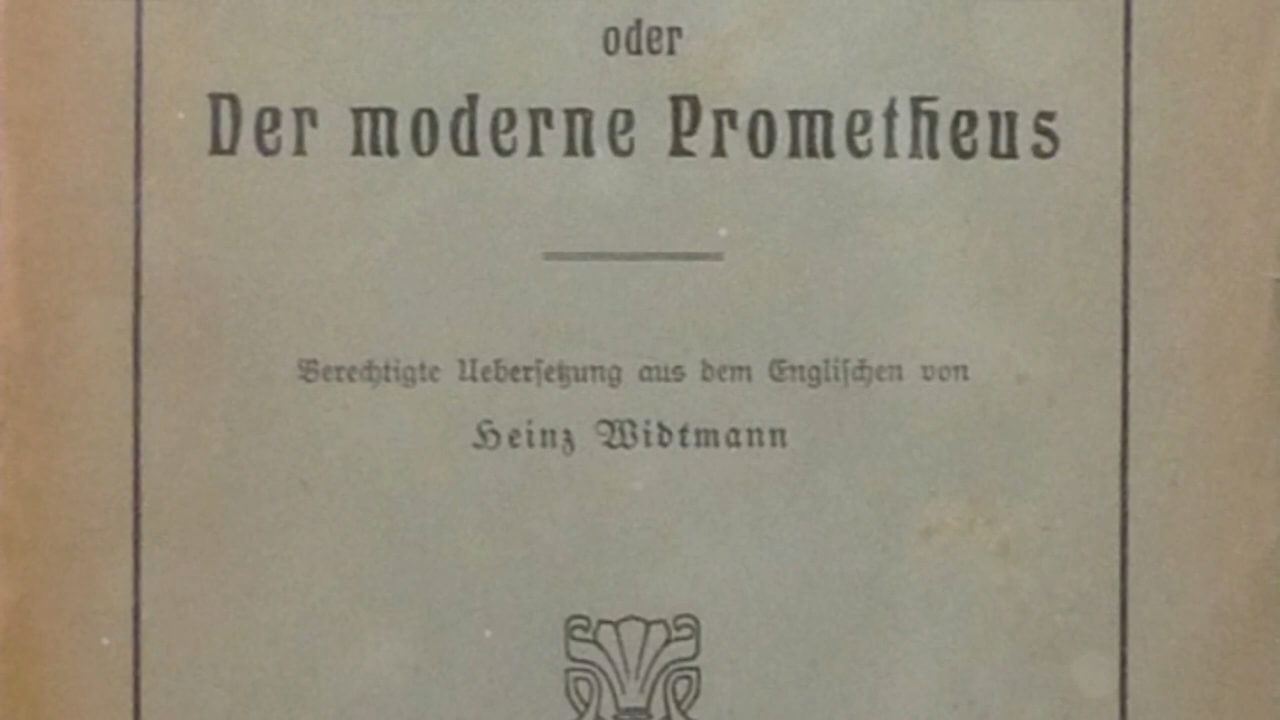 oder
Der moderne Prometheus
Berechtigte Uebersetzung aus dem Englischen von
Heinz Widtmann